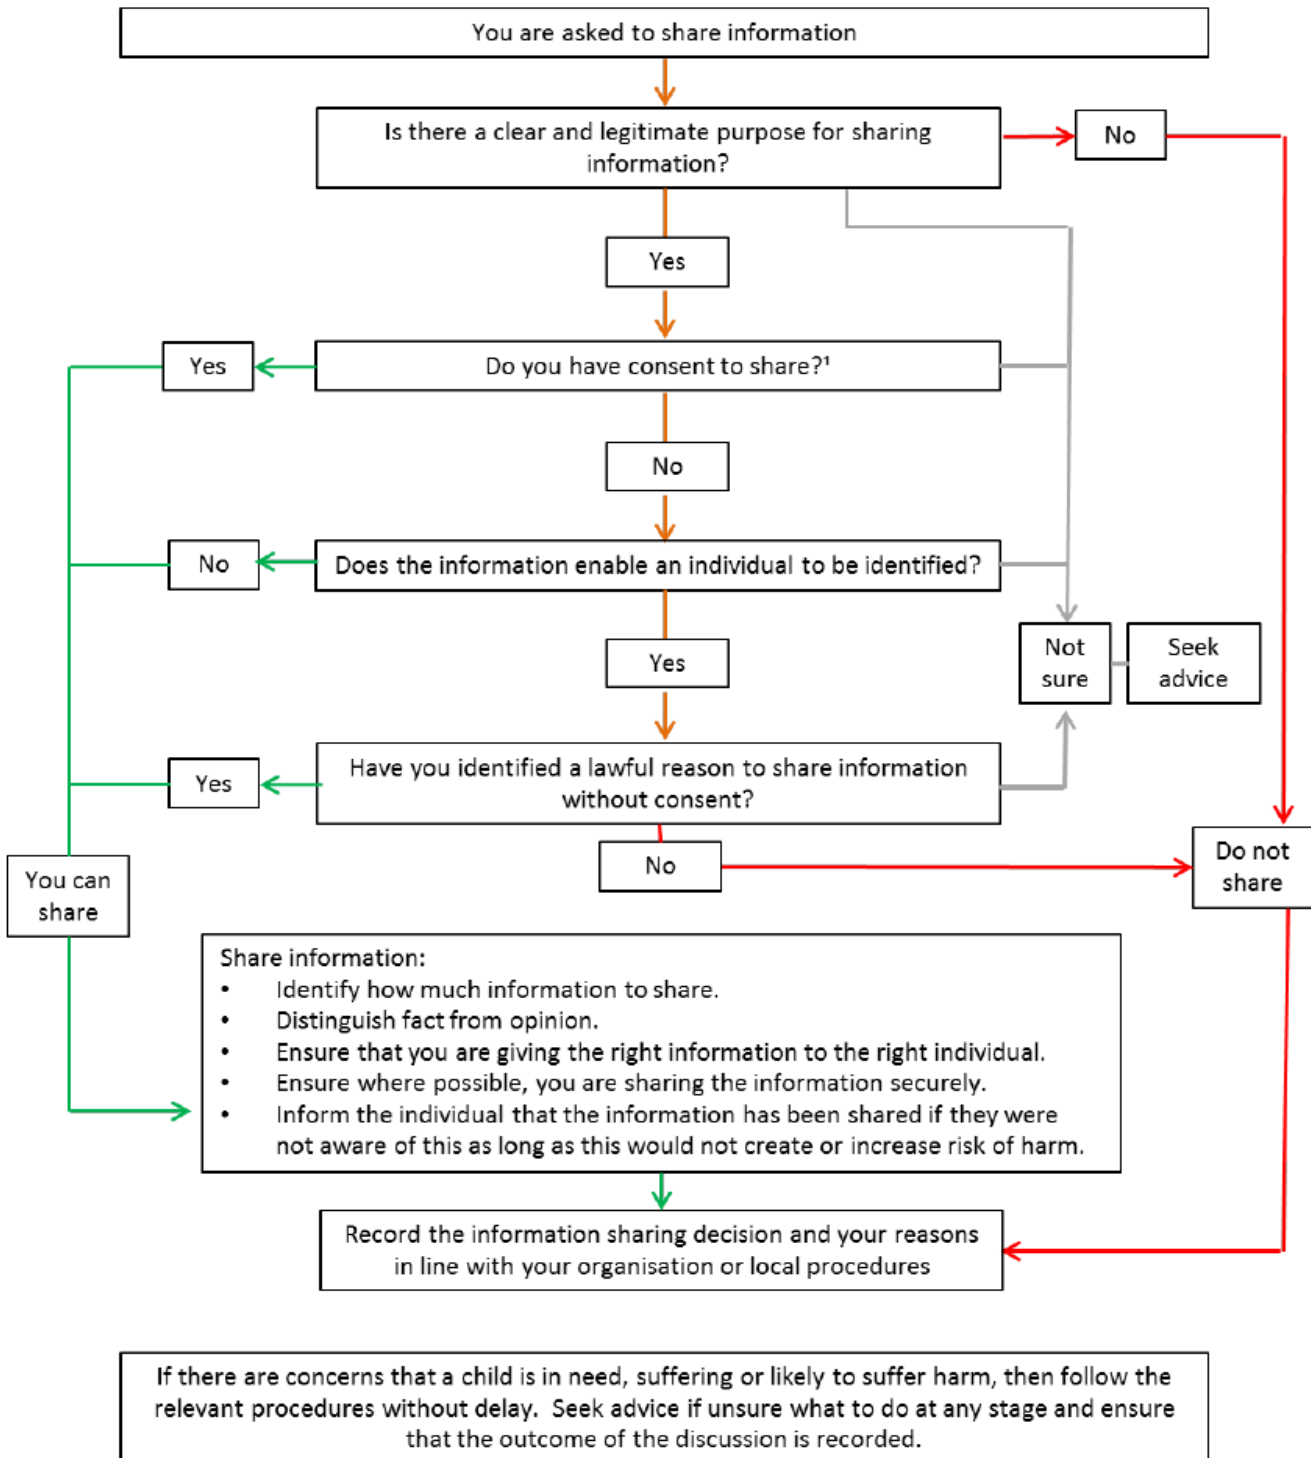 You are asked to share information
Is there a clear and legitimate purpose for sharing
information?
No
Yes
Yes
Do you have consent to share?¹
No
No
Does the information enable an individual to be identified?
Yes
Not
sure
Seek
advice
Yes
Have you identified a lawful reason to share information
without consent?
No
Do not
share
You can
share
Share information:
• Identify how much information to share.
• Distinguish fact from opinion.
• Ensure that you are giving the right information to the right individual.
• Ensure where possible, you are sharing the information securely.
• Inform the individual that the information has been shared if they were
not aware of this as long as this would not create or increase risk of harm.
Record the information sharing decision and your reasons
in line with your organisation or local procedures
If there are concerns that a child is in need, suffering or likely to suffer harm, then follow the
relevant procedures without delay.  Seek advice if unsure what to do at any stage and ensure
that the outcome of the discussion is recorded.